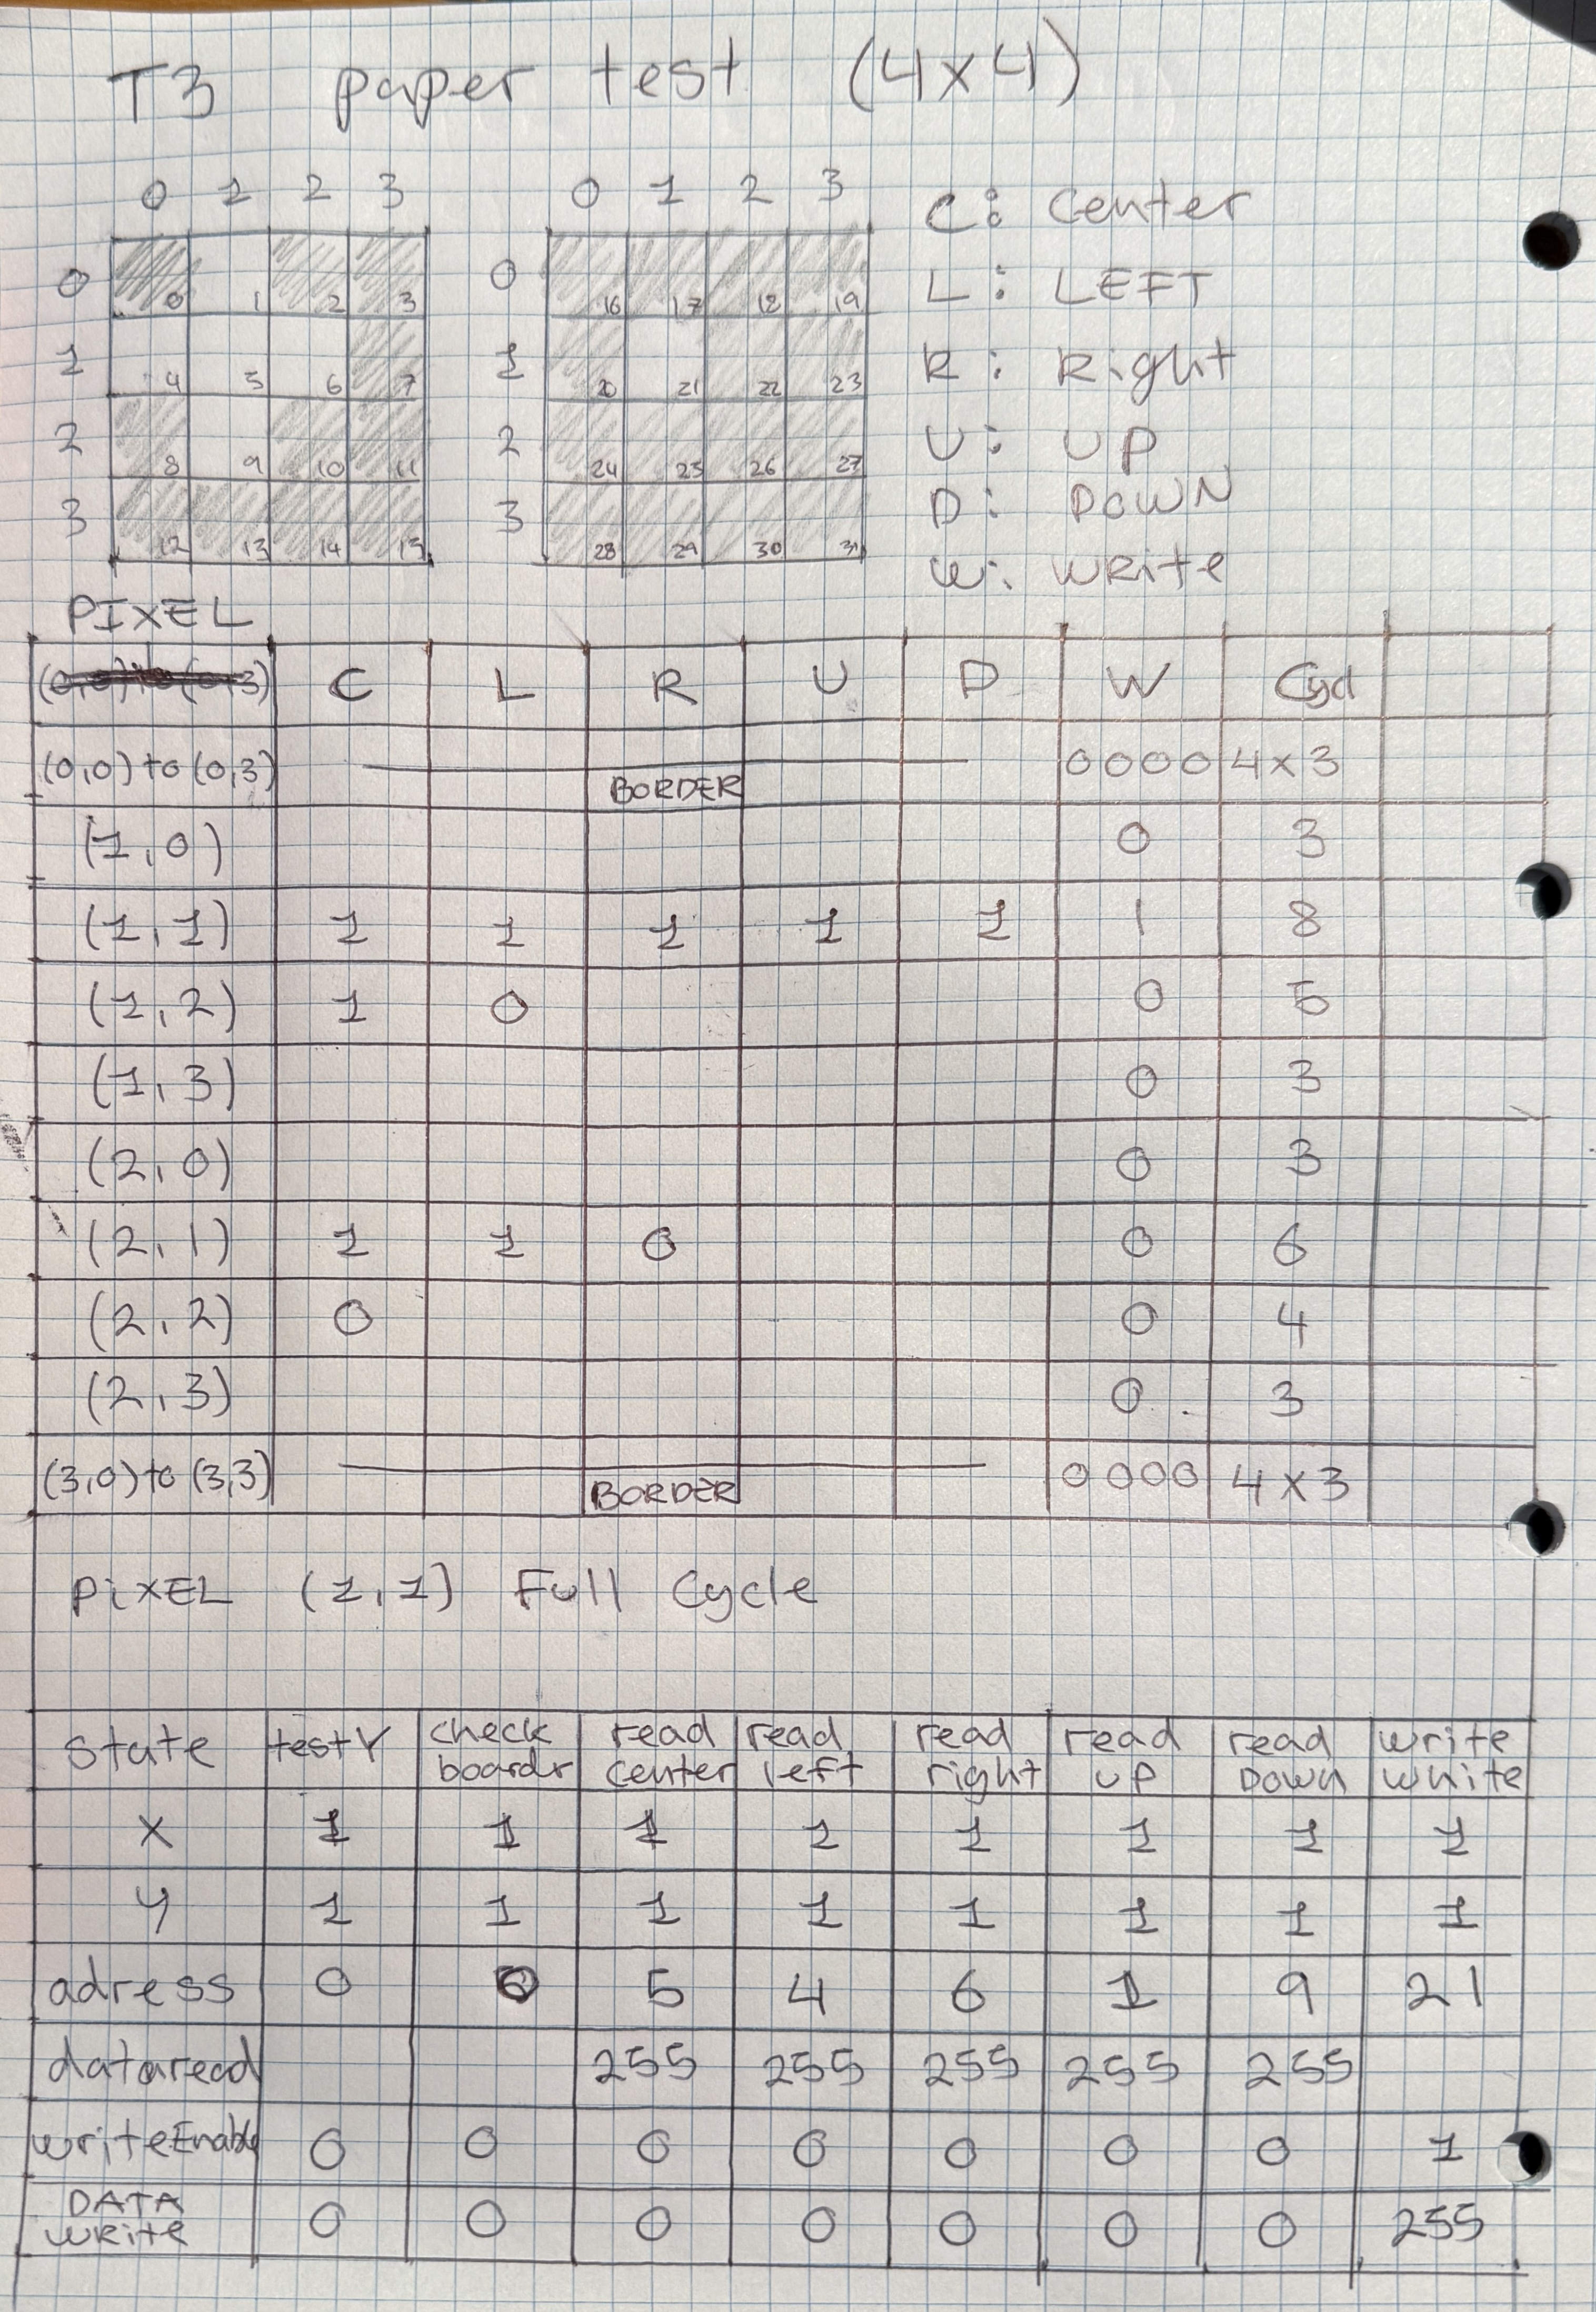 T3 paper test (4x4)
0 1 2 3 0 1 2 3 C: Center
0 0 1 2 3 0 16 17 18 19 L: LEFT
1 4 5 6 7 1 20 21 22 23 R: Right
2 8 9 10 11 2 24 25 26 27 U: UP
3 12 13 14 15 3 28 29 30 31 D: DOWN
W: Write
PIXEL
C L R U D W Cycl
(0,0) to (0,3) BORDER 0000 4x3
(1,0) 0 3
(1,1) 1 1 1 1 1 1 8
(1,2) 1 0 0 5
(1,3) 0 3
(2,0) 0 3
(2,1) 1 1 0 0 6
(2,2) 0 0 4
(2,3) 0 3
(3,0) to (3,3) BORDER 0000 4x3
PiXEL (1,1) Full Cycle
state testY check boardr read center read left read right read up read Down write white
x 1 1 1 1 1 1 1 1
y 1 1 1 1 1 1 1 1
adress 0 0 5 4 6 1 9 21
dataread 255 255 255 255 255
writeEnable 0 0 0 0 0 0 0 1
DATA write 0 0 0 0 0 0 0 255